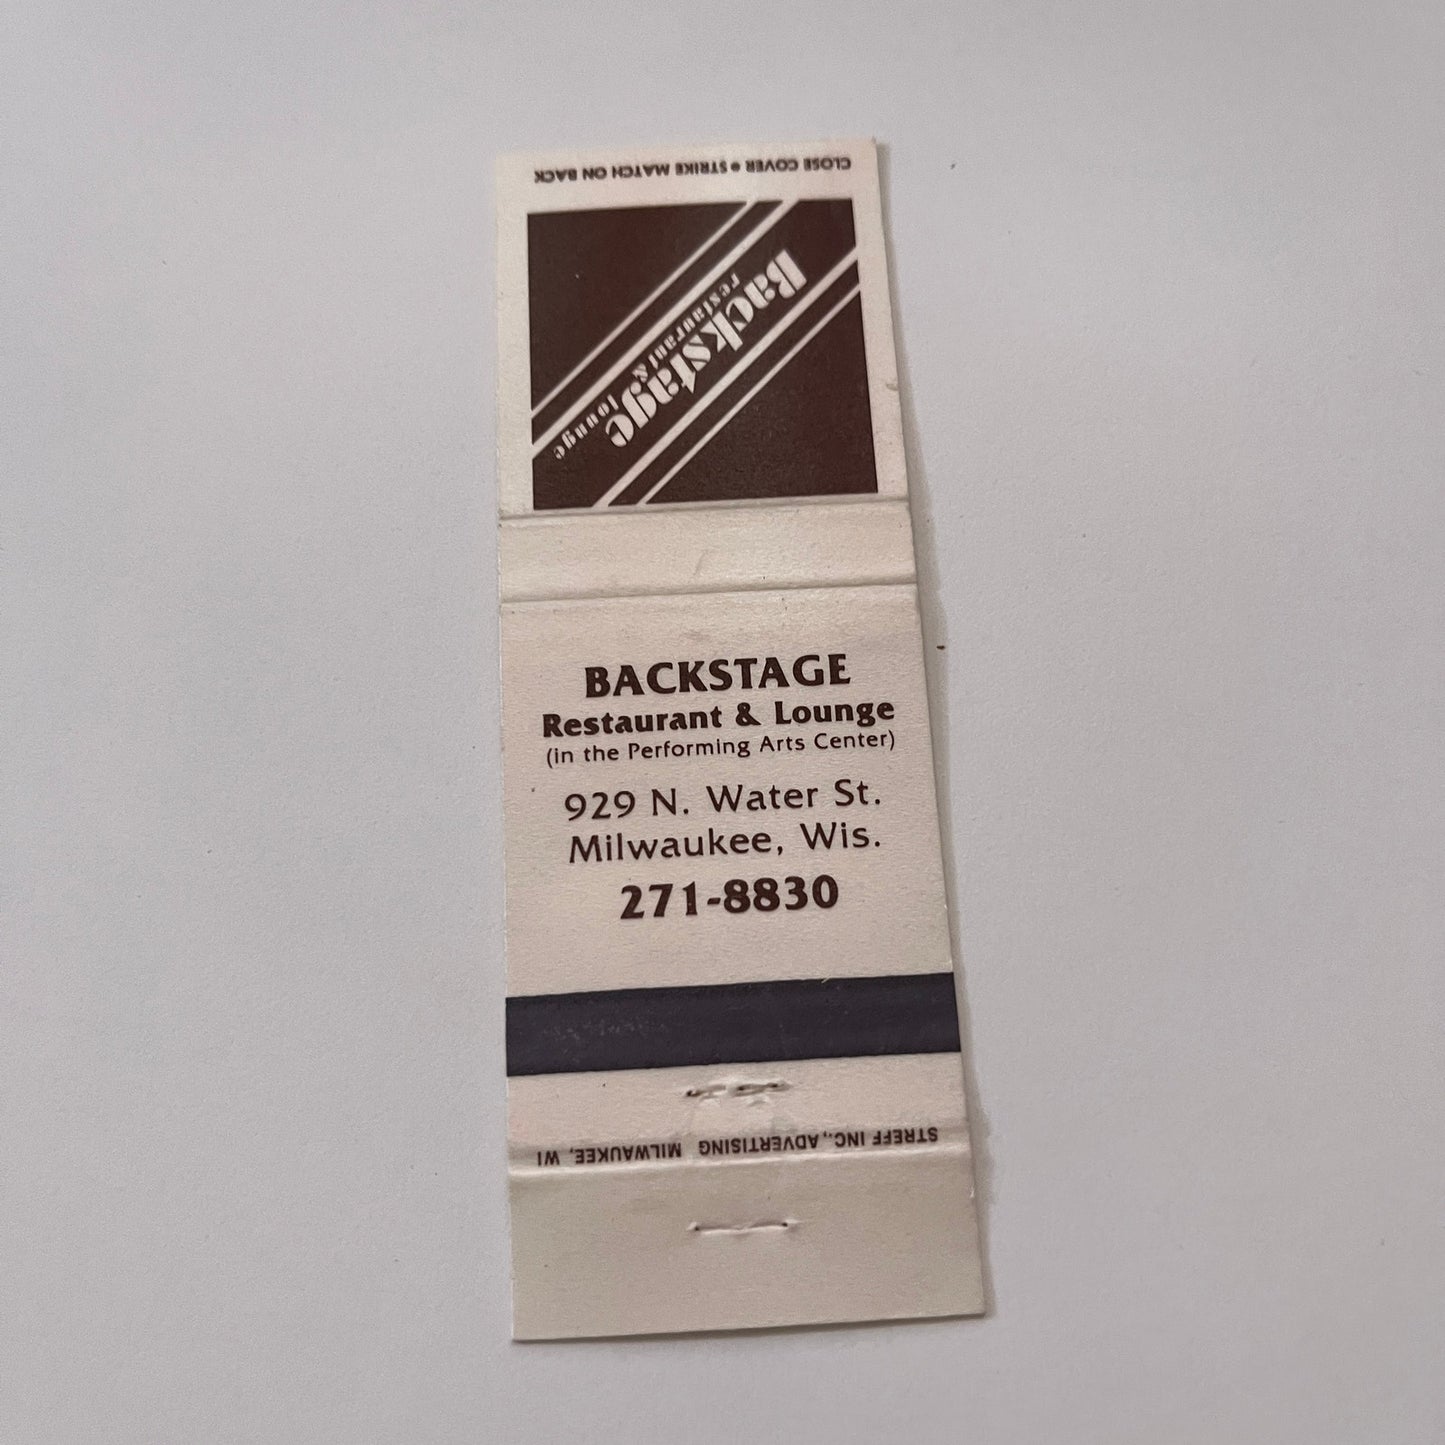 CLOSE COVER ● STRIKE MATCH ON BACK
Backstage
restaurant & lounge
BACKSTAGE
Restaurant & Lounge
(in the Performing Arts Center)
929 N. Water St.
Milwaukee, Wis.
271-8830
STREFF INC., ADVERTISING MILWAUKEE, WI